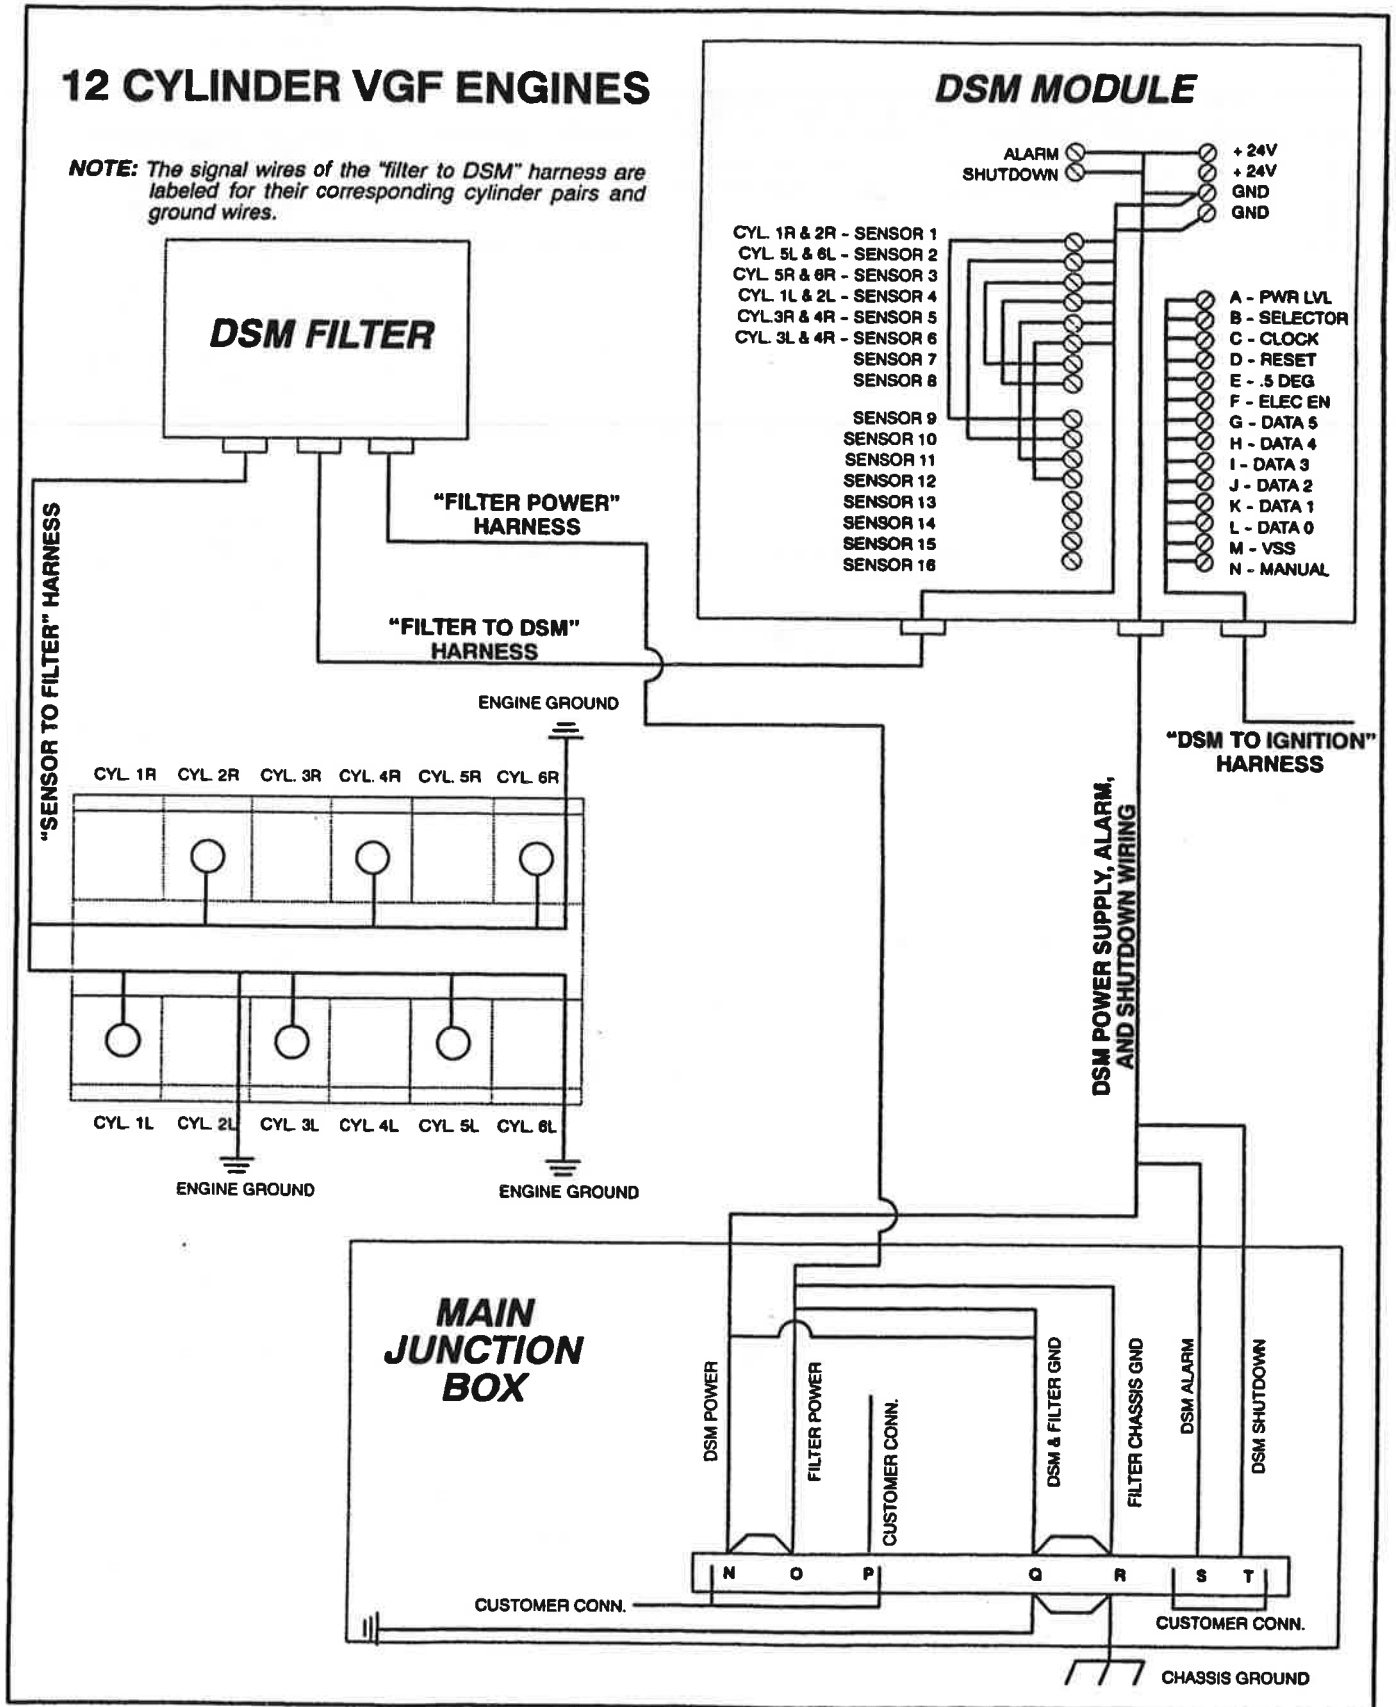 12 CYLINDER VGF ENGINES
NOTE: The signal wires of the "filter to DSM" harness are
labeled for their corresponding cylinder pairs and
ground wires.
DSM FILTER
"SENSOR TO FILTER" HARNESS
"FILTER POWER"
HARNESS
"FILTER TO DSM"
HARNESS
DSM MODULE
ALARM
SHUTDOWN
+ 24V
+ 24V
GND
GND
CYL. 1R & 2R - SENSOR 1
CYL. 5L & 6L - SENSOR 2
CYL. 5R & 6R - SENSOR 3
CYL. 1L & 2L - SENSOR 4
CYL.3R & 4R - SENSOR 5
CYL. 3L & 4R - SENSOR 6
SENSOR 7
SENSOR 8
SENSOR 9
SENSOR 10
SENSOR 11
SENSOR 12
SENSOR 13
SENSOR 14
SENSOR 15
SENSOR 16
A - PWR LVL
B - SELECTOR
C - CLOCK
D - RESET
E - .5 DEG
F - ELEC EN
G - DATA 5
H - DATA 4
I - DATA 3
J - DATA 2
K - DATA 1
L - DATA 0
M - VSS
N - MANUAL
"DSM TO IGNITION"
HARNESS
DSM POWER SUPPLY, ALARM,
AND SHUTDOWN WIRING
ENGINE GROUND
CYL. 1R CYL. 2R CYL. 3R CYL. 4R CYL. 5R CYL. 6R
CYL. 1L CYL. 2L CYL. 3L CYL. 4L CYL. 5L CYL. 6L
ENGINE GROUND
ENGINE GROUND
MAIN
JUNCTION
BOX
DSM POWER
FILTER POWER
CUSTOMER CONN.
DSM & FILTER GND
FILTER CHASSIS GND
DSM ALARM
DSM SHUTDOWN
N O P Q R S T
CUSTOMER CONN.
CUSTOMER CONN.
CHASSIS GROUND